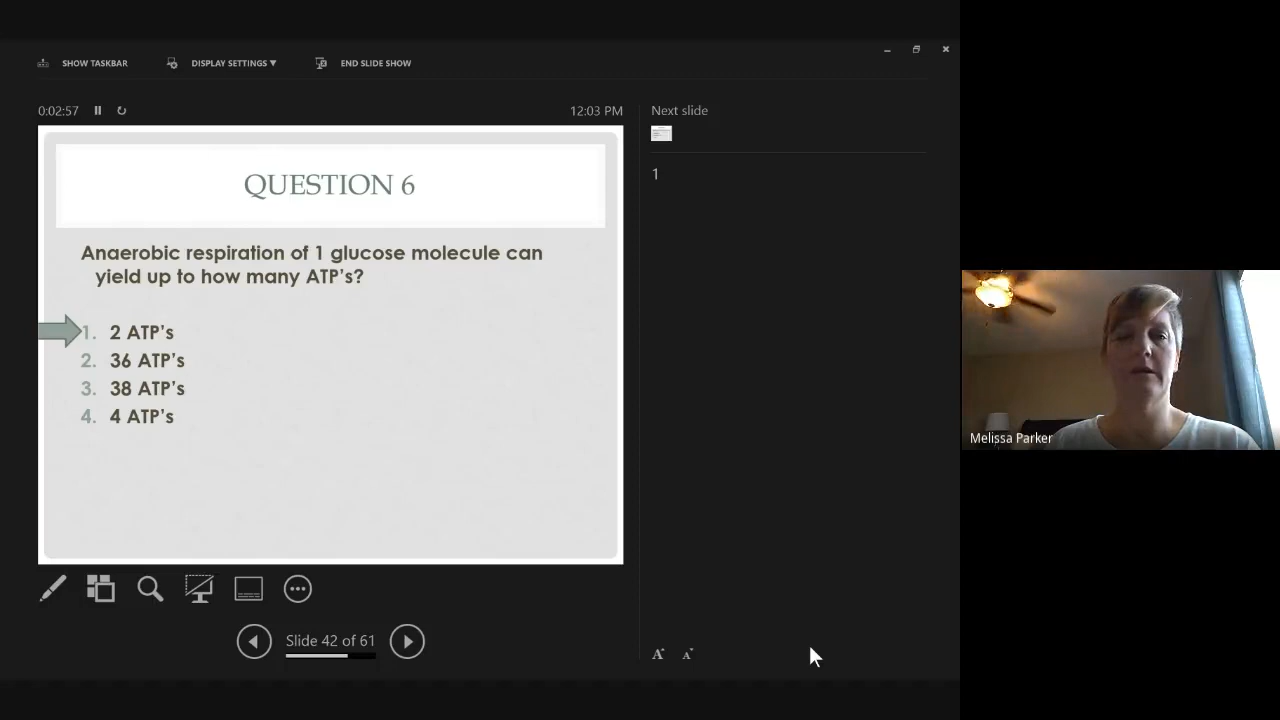 SHOW TASKBAR
DISPLAY SETTINGS ▼
END SLIDE SHOW
0:02:57
12:03 PM
QUESTION 6
Anaerobic respiration of 1 glucose molecule can
yield up to how many ATP's?
1. 2 ATP's
2. 36 ATP's
3. 38 ATP's
4. 4 ATP's
Slide 42 of 61
Next slide
1
A A
Melissa Parker